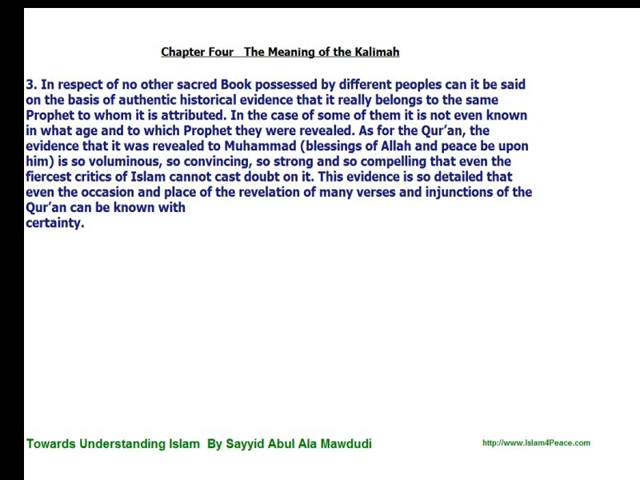 Chapter Four   The Meaning of the Kalimah
3. In respect of no other sacred Book possessed by different peoples can it be said
on the basis of authentic historical evidence that it really belongs to the same
Prophet to whom it is attributed. In the case of some of them it is not even known
in what age and to which Prophet they were revealed. As for the Qur’an, the
evidence that it was revealed to Muhammad (blessings of Allah and peace be upon
him) is so voluminous, so convincing, so strong and so compelling that even the
fiercest critics of Islam cannot cast doubt on it. This evidence is so detailed that
even the occasion and place of the revelation of many verses and injunctions of the
Qur’an can be known with
certainty.
Towards Understanding Islam  By Sayyid Abul Ala Mawdudi
http://www.Islam4Peace.com